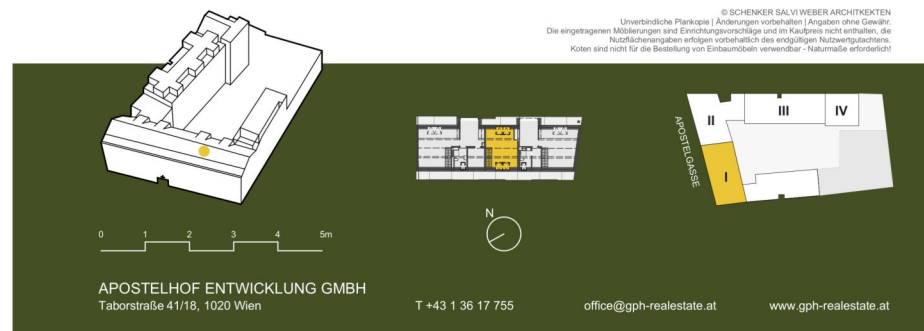 © SCHENKER SALVI WEBER ARCHITKEKTEN
Unverbindliche Plankopie | Änderungen vorbehalten | Angaben ohne Gewähr.
Die eingetragenen Möblierungen sind Einrichtungsvorschläge und im Kaufpreis nicht enthalten, die
Nutzflächenangaben erfolgen vorbehaltlich des endgültigen Nutzwertgutachtens.
Koten sind nicht für die Bestellung von Einbaumöbeln verwendbar - Naturmaße erforderlich!
II
III
IV
APOSTELGASSE
I
N
0 1 2 3 4 5m
APOSTELHOF ENTWICKLUNG GMBH
Taborstraße 41/18, 1020 Wien
T +43 1 36 17 755
office@gph-realestate.at
www.gph-realestate.at